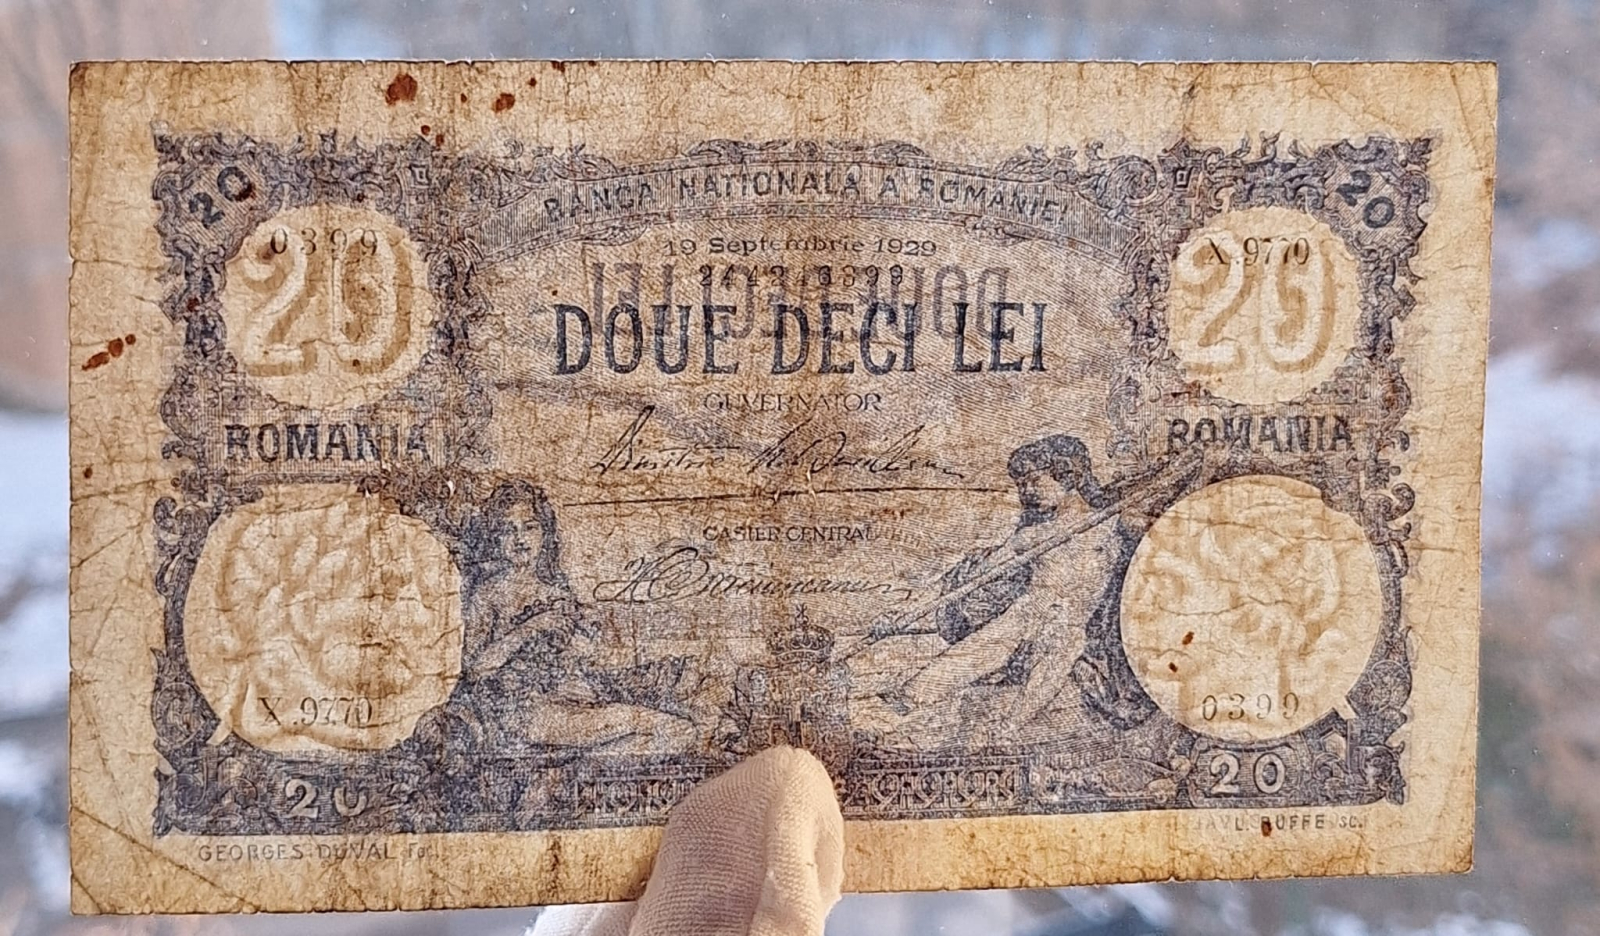 20
20
BANCA NATIONALA A ROMANIEI
0399
X.9770
19 Septembrie 1929
20
20
DOUE DECI LEI
GUVERNATOR
ROMANIA
ROMANIA
CASIER CENTRAL
X.9770
0399
20
20
GEORGES DUVAL